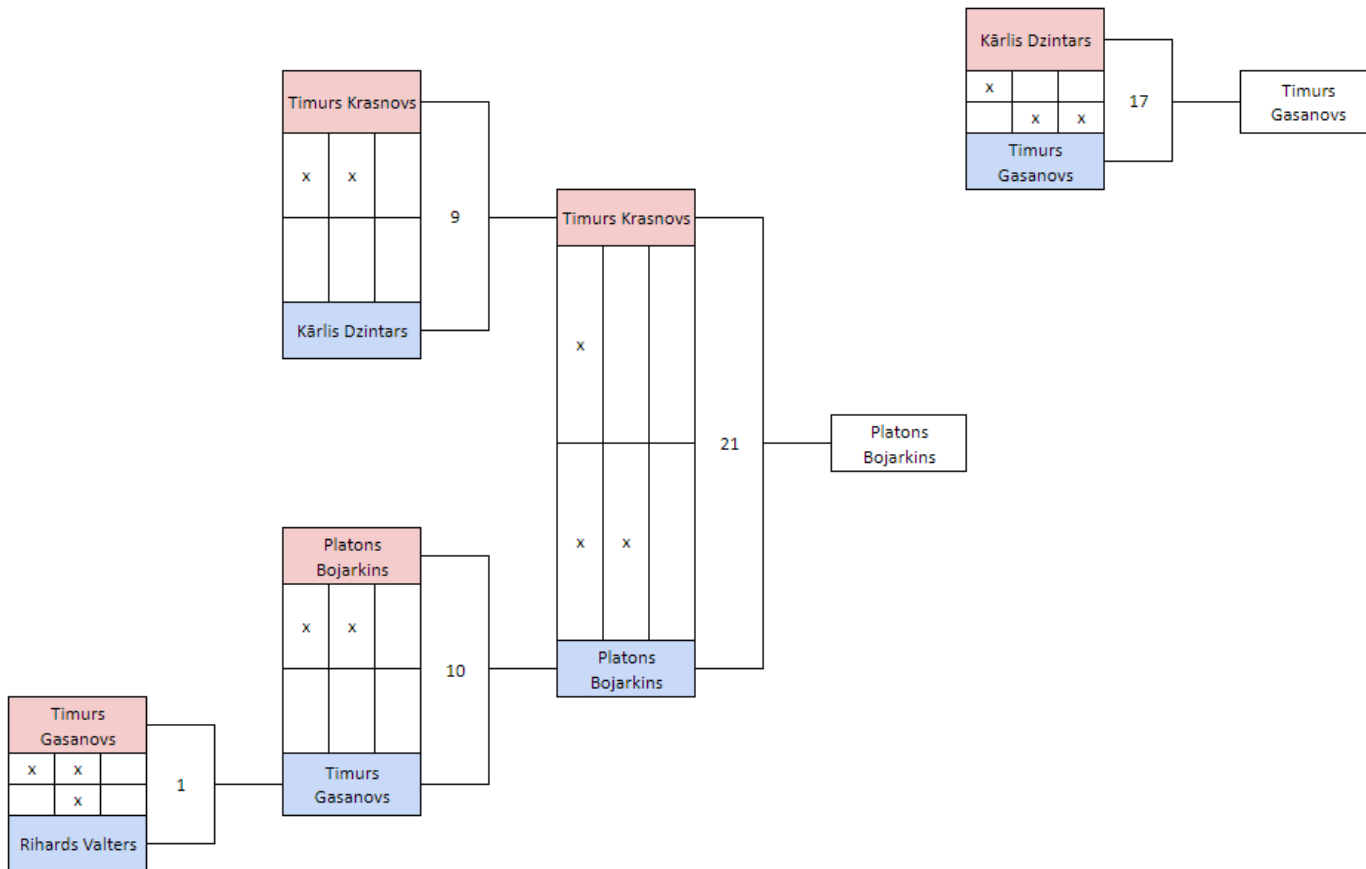 Kārlis Dzintars
x
x x
Timurs
Gasanovs
17
Timurs
Gasanovs
Timurs Krasnovs
x x
Kārlis Dzintars
9
Timurs Krasnovs
x
x x
Platons
Bojarkins
21
Platons
Bojarkins
Platons
Bojarkins
x x
Timurs
Gasanovs
10
Timurs
Gasanovs
x x
x
Rihards Valters
1